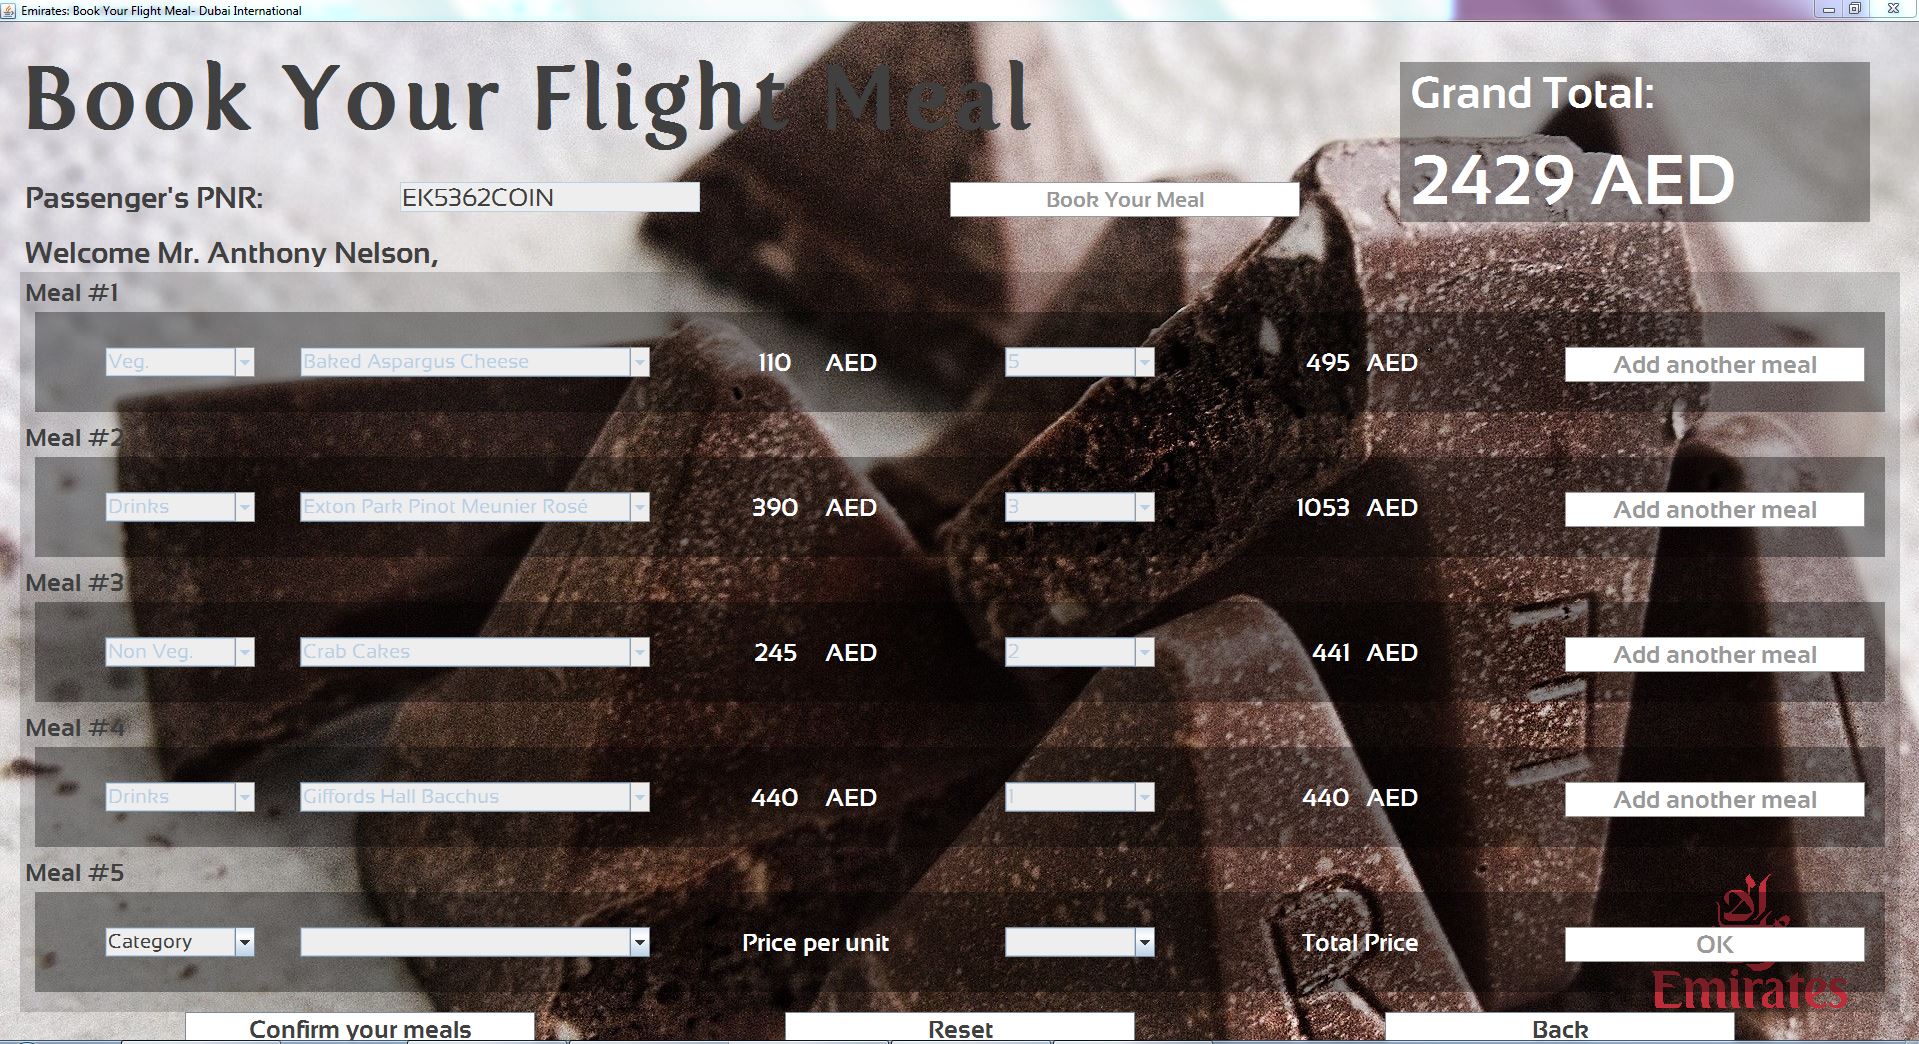 Emirates: Book Your Flight Meal- Dubai International
Book Your Flight Meal
Grand Total:
2429 AED
Passenger's PNR:
EK5362COIN
Book Your Meal
Welcome Mr. Anthony Nelson,
Meal #1
Veg. Baked Aspargus Cheese 110 AED 5 495 AED Add another meal
Meal #2
Drinks Exton Park Pinot Meunier Rosé 390 AED 3 1053 AED Add another meal
Meal #3
Non Veg. Crab Cakes 245 AED 2 441 AED Add another meal
Meal #4
Drinks Giffords Hall Bacchus 440 AED 1 440 AED Add another meal
Meal #5
Category Price per unit Total Price OK
Emirates
Confirm your meals Reset Back